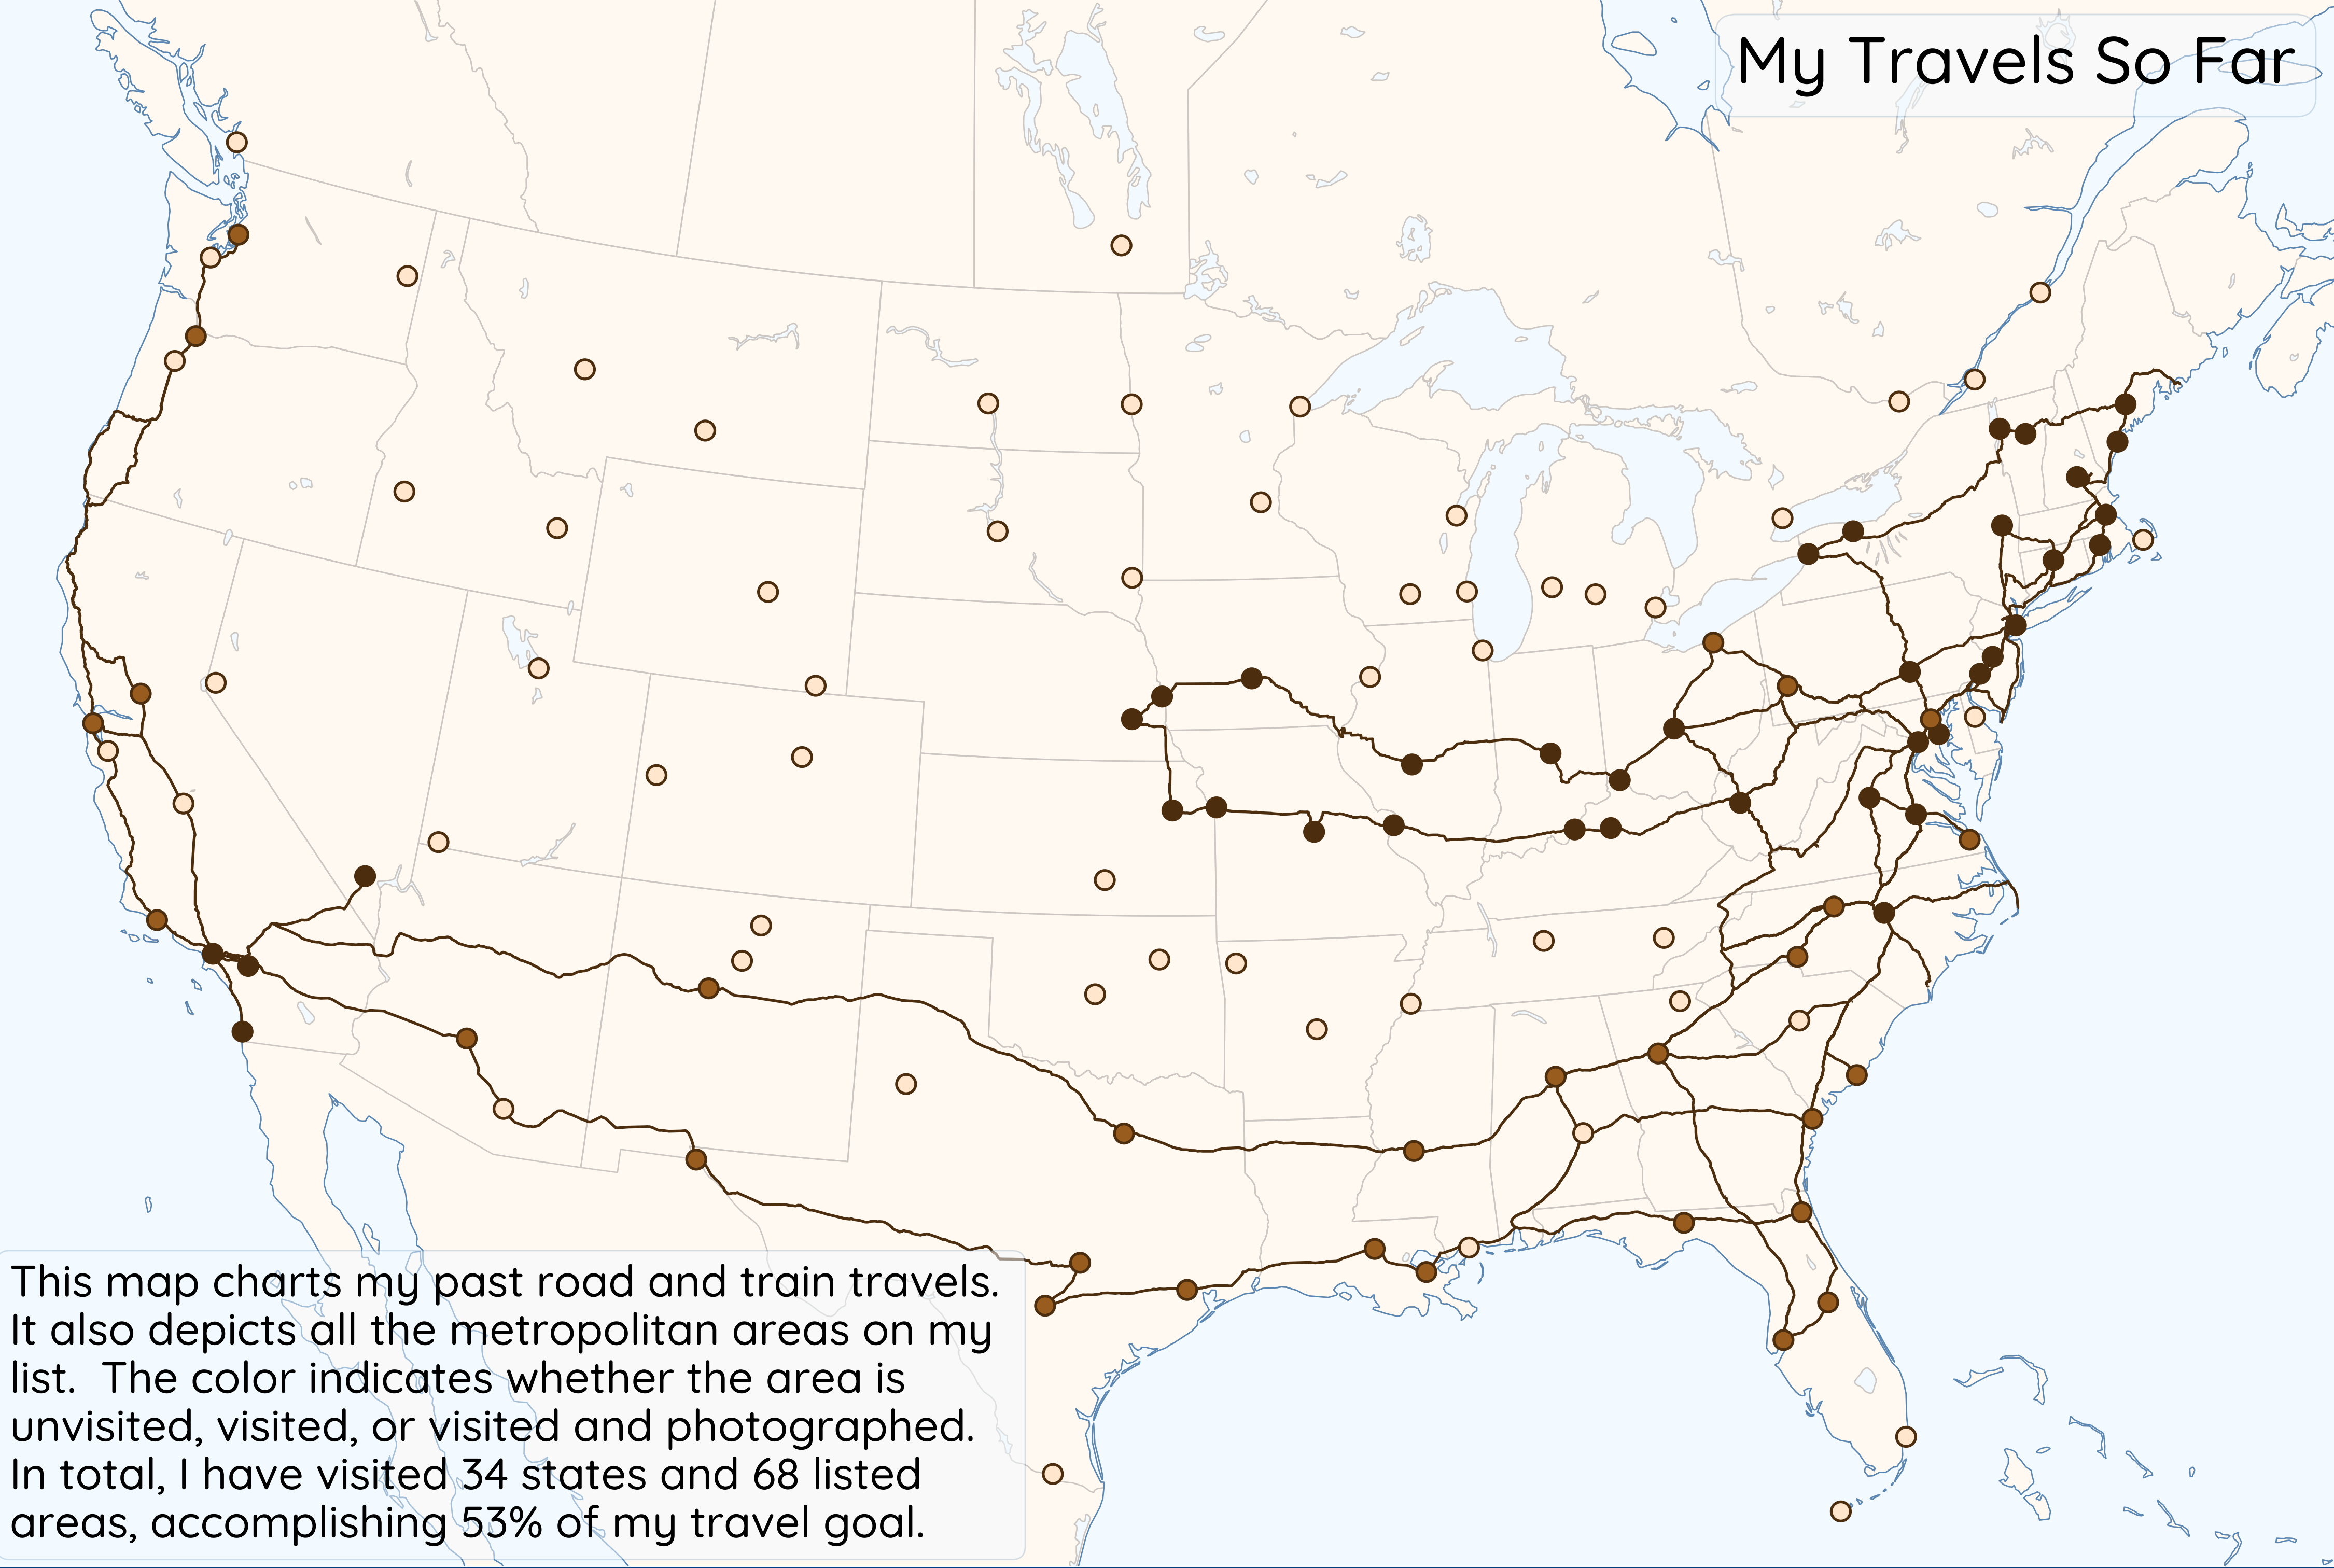 My Travels So Far
This map charts my past road and train travels.
It also depicts all the metropolitan areas on my
list.  The color indicates whether the area is
unvisited, visited, or visited and photographed.
In total, I have visited 34 states and 68 listed
areas, accomplishing 53% of my travel goal.